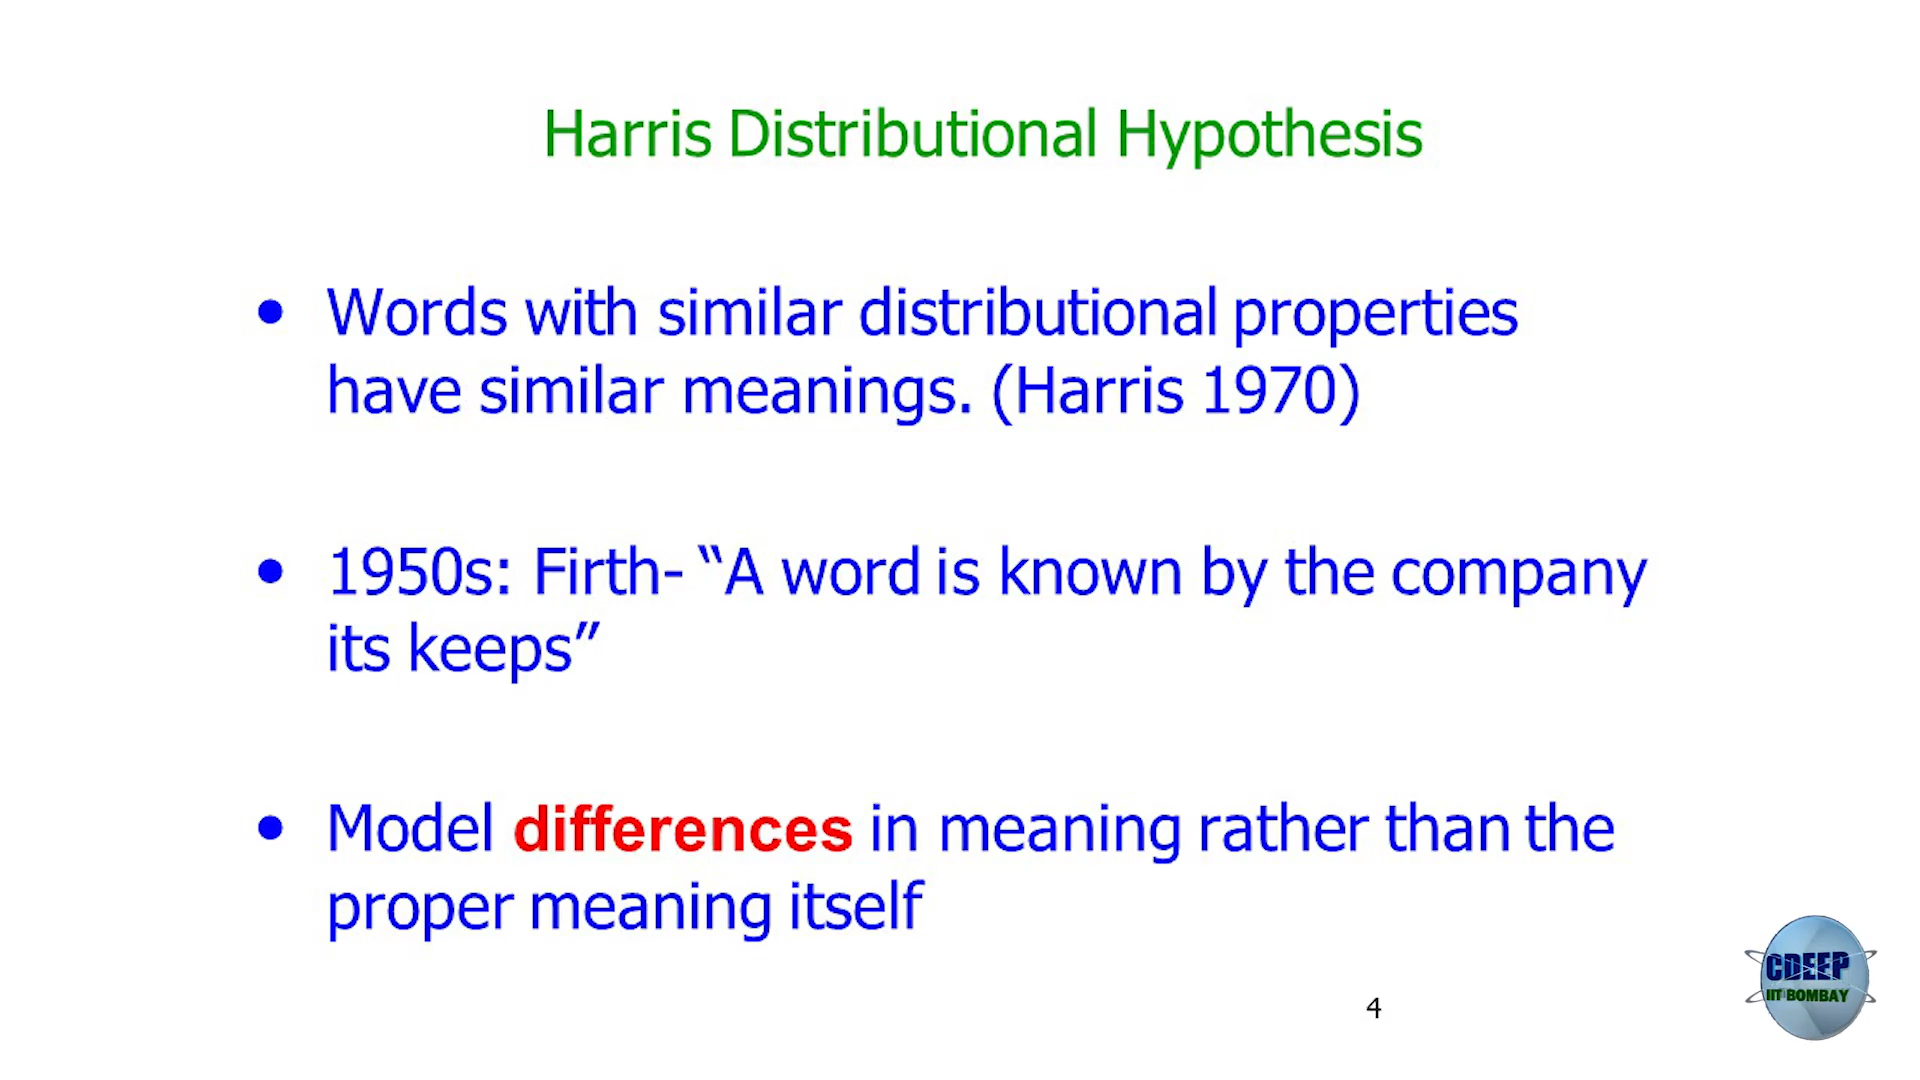 Harris Distributional Hypothesis
• Words with similar distributional properties
have similar meanings. (Harris 1970)
• 1950s: Firth- “A word is known by the company
its keeps”
• Model differences in meaning rather than the
proper meaning itself
CDEEP
IIT BOMBAY
4